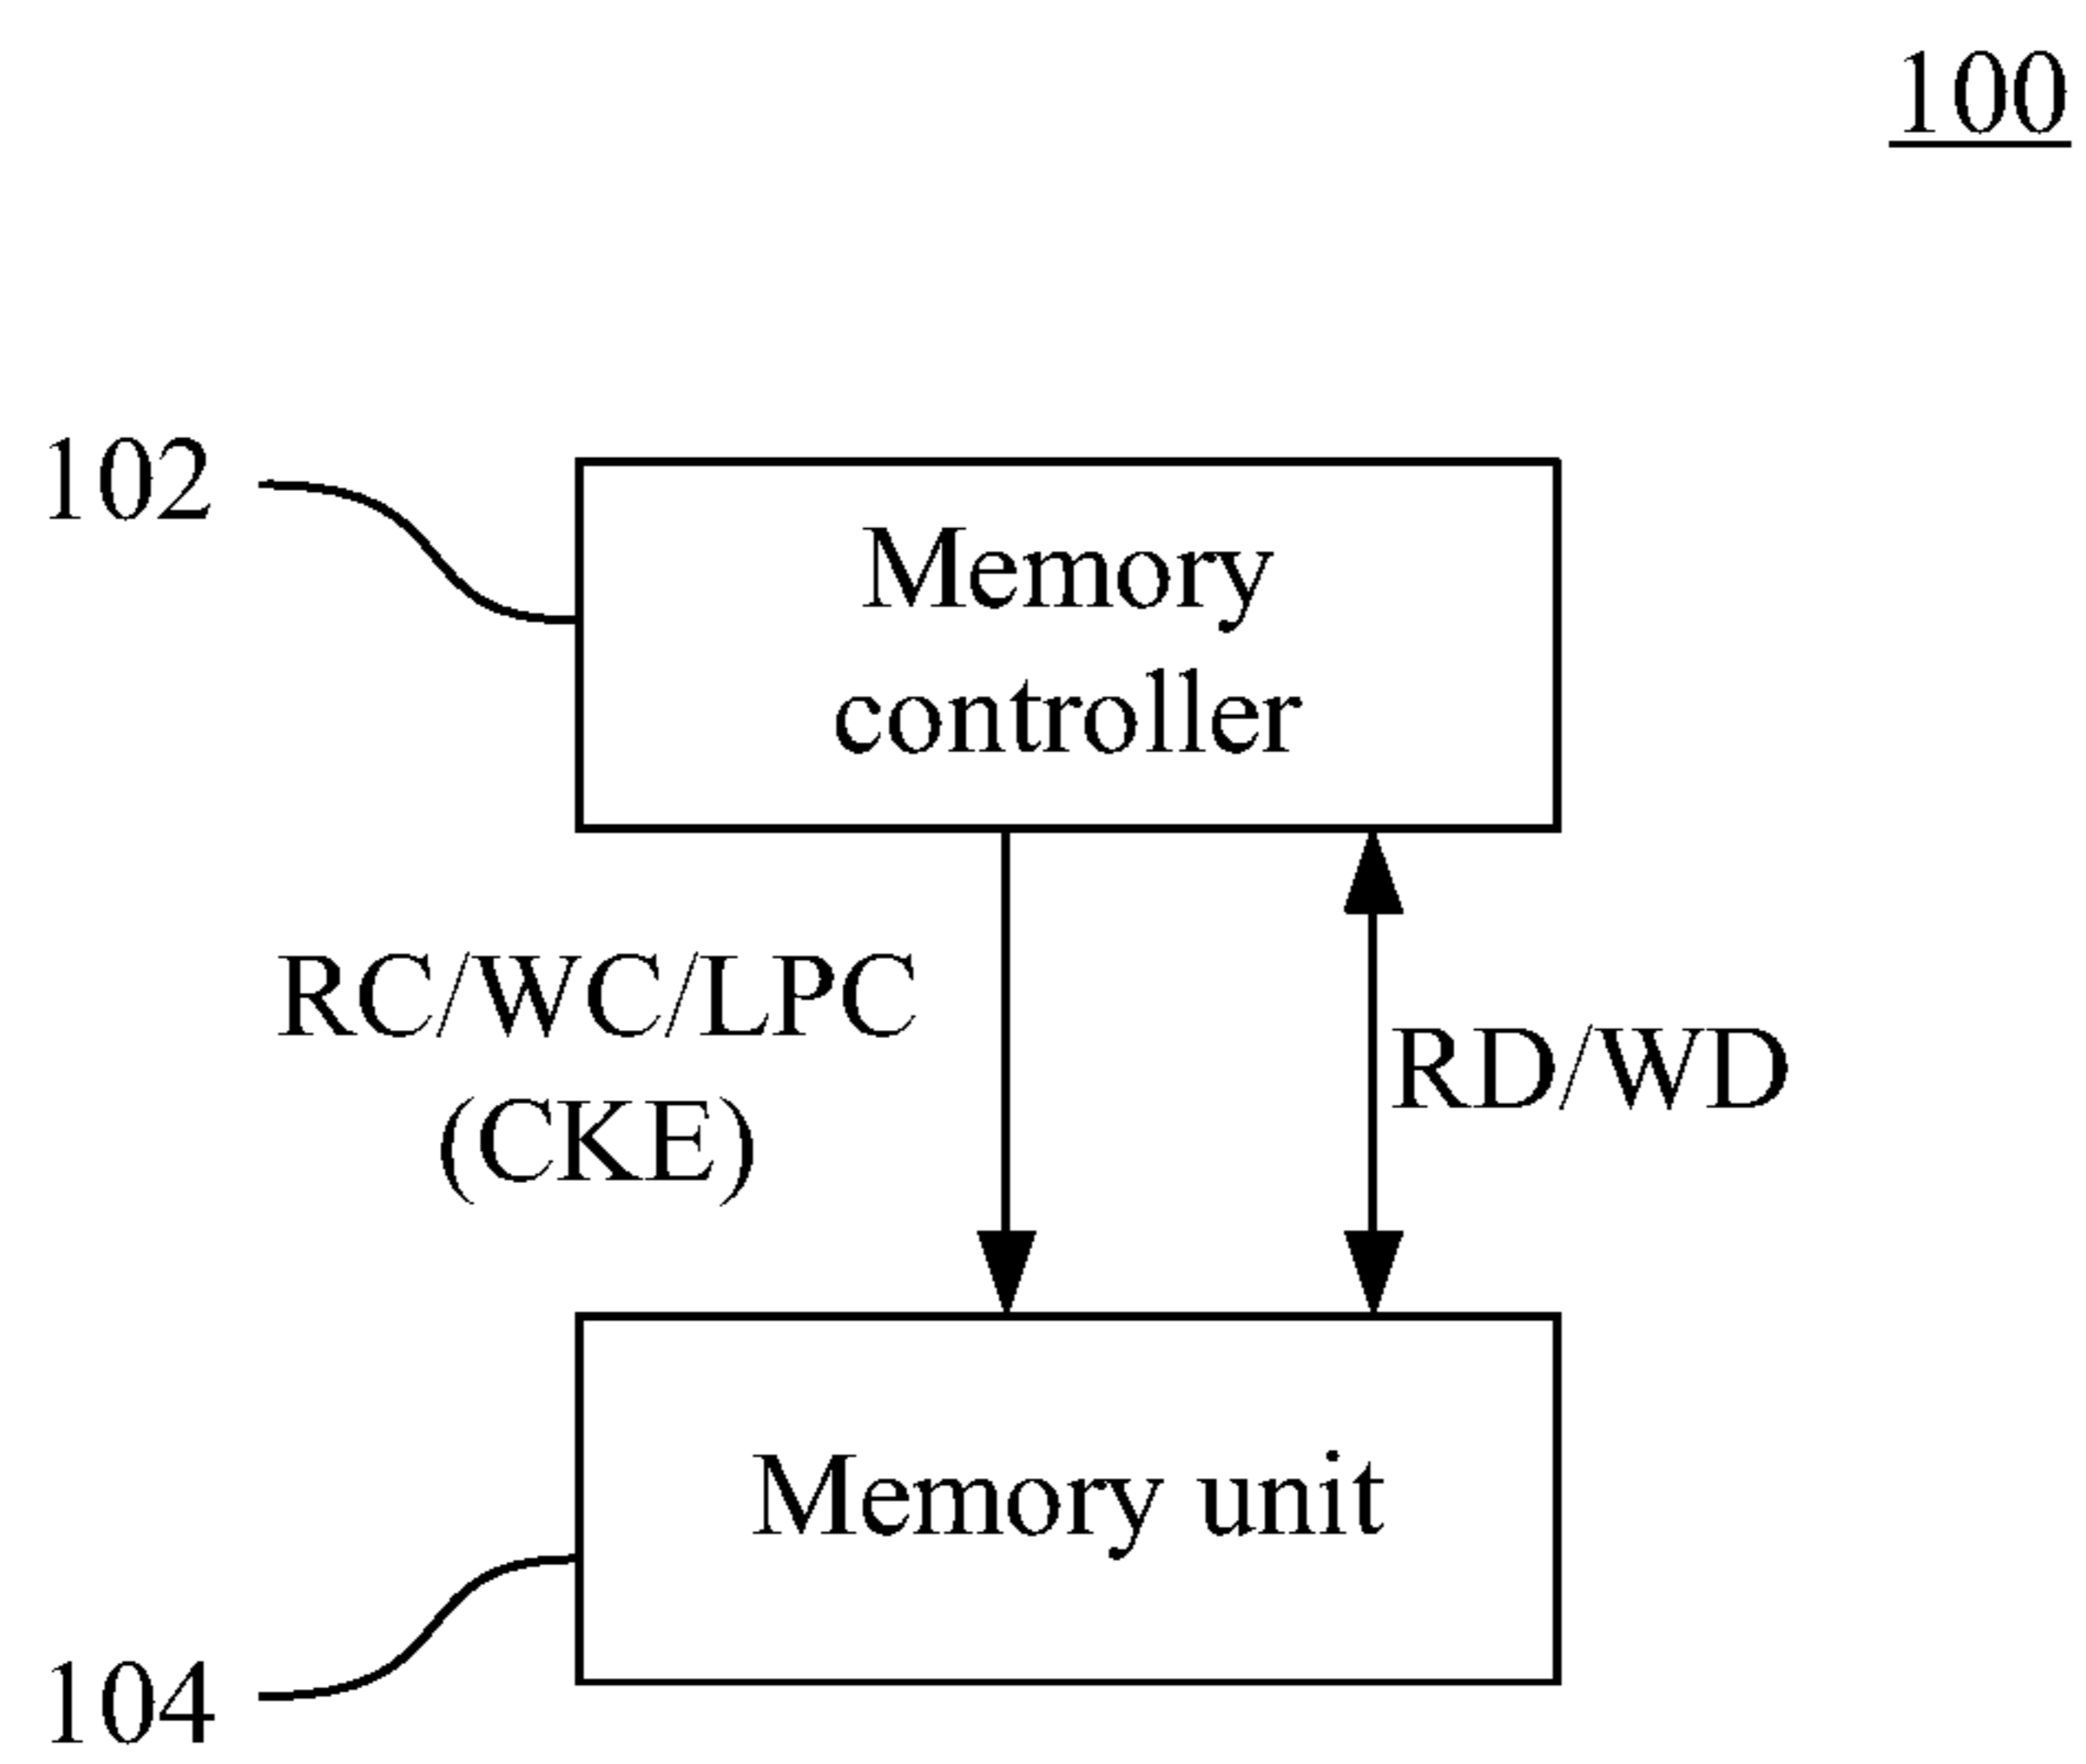 100
102
Memory
controller
RC/WC/LPC
(CKE)
RD/WD
Memory unit
104